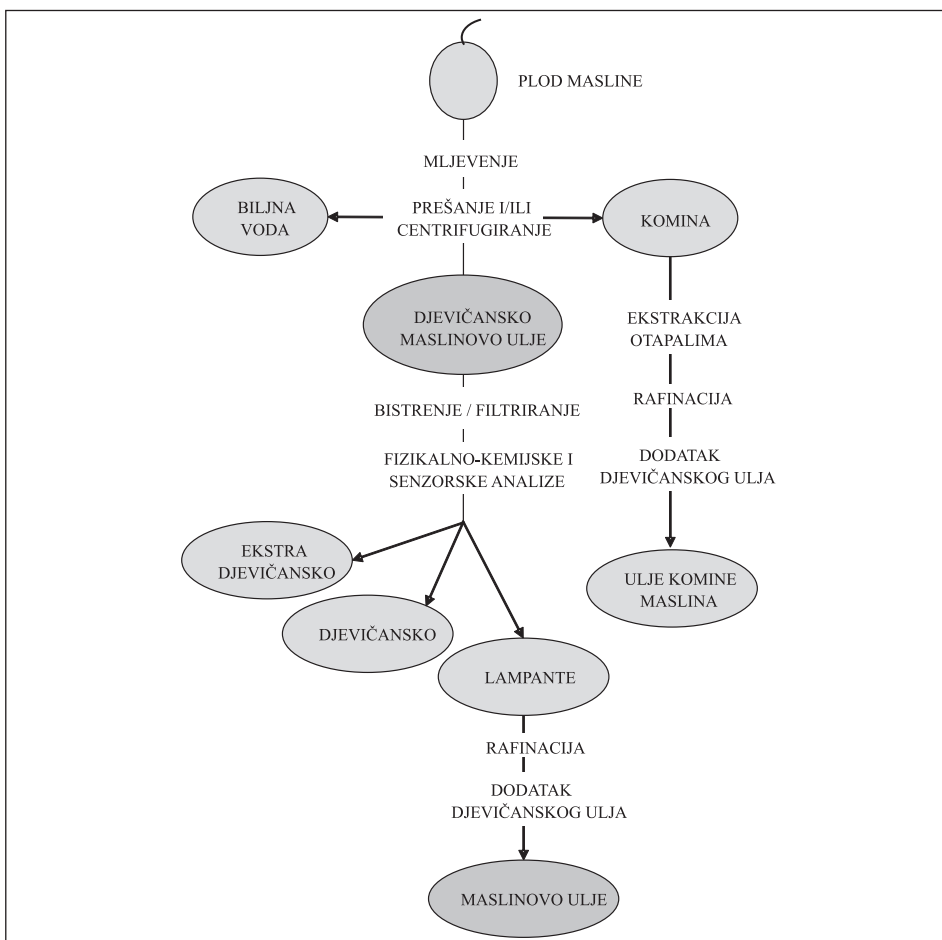 PLOD MASLINE
MLJEVENJE
BILJNA
VODA
PREŠANJE I/ILI
CENTRIFUGIRANJE
KOMINA
DJEVIČANSKO
MASLINOVO ULJE
EKSTRAKCIJA
OTAPALIMA
BISTRENJE / FILTRIRANJE
RAFINACIJA
FIZIKALNO-KEMIJSKE I
SENZORSKE ANALIZE
DODATAK
DJEVIČANSKOG ULJA
EKSTRA
DJEVIČANSKO
ULJE KOMINE
MASLINA
DJEVIČANSKO
LAMPANTE
RAFINACIJA
DODATAK
DJEVIČANSKOG ULJA
MASLINOVO ULJE